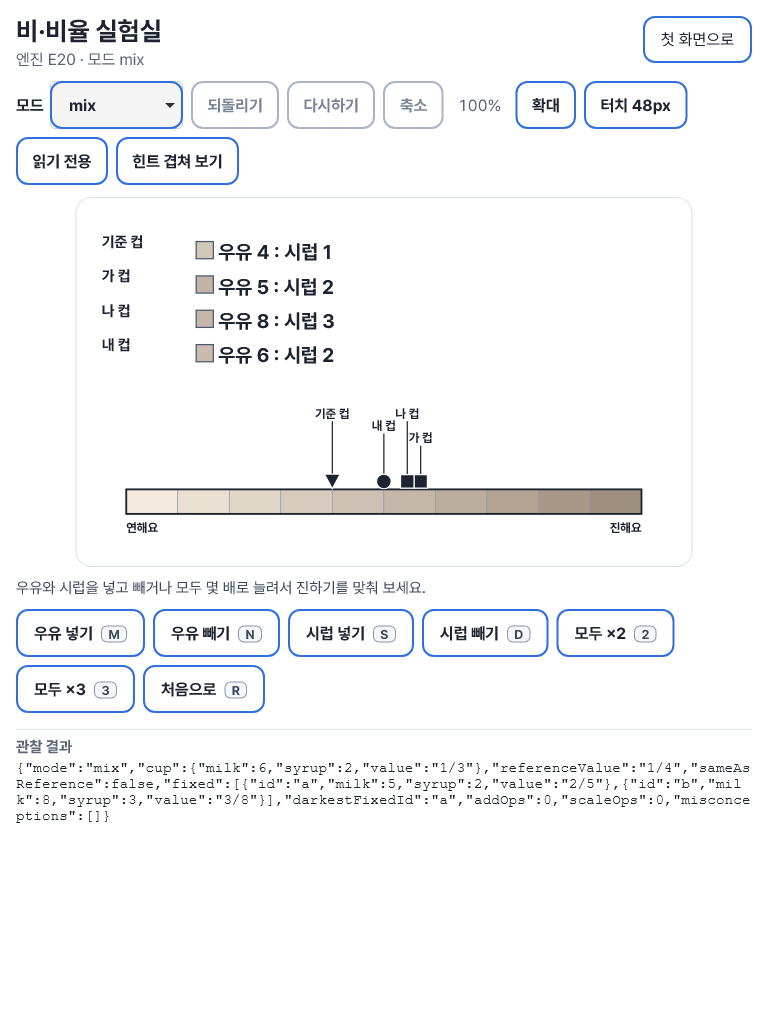 비·비율 실험실
첫 화면으로
엔진 E20 · 모드 mix
모드 mix 되돌리기 다시하기 축소 100% 확대 터치 48px
읽기 전용 힌트 겹쳐 보기
기준 컵 우유 4 : 시럽 1
가 컵 우유 5 : 시럽 2
나 컵 우유 8 : 시럽 3
내 컵 우유 6 : 시럽 2
기준 컵 나 컵
내 컵
가 컵
연해요 진해요
우유와 시럽을 넣고 빼거나 모두 몇 배로 늘려서 진하기를 맞춰 보세요.
우유 넣기 M 우유 빼기 N 시럽 넣기 S 시럽 빼기 D 모두 ×2 2
모두 ×3 3 처음으로 R
관찰 결과
{"mode":"mix","cup":{"milk":6,"syrup":2,"value":"1/3"},"referenceValue":"1/4","sameAs
Reference":false,"fixed":[{"id":"a","milk":5,"syrup":2,"value":"2/5"},{"id":"b","mil
k":8,"syrup":3,"value":"3/8"}],"darkestFixedId":"a","addOps":0,"scaleOps":0,"misconce
ptions":[]}